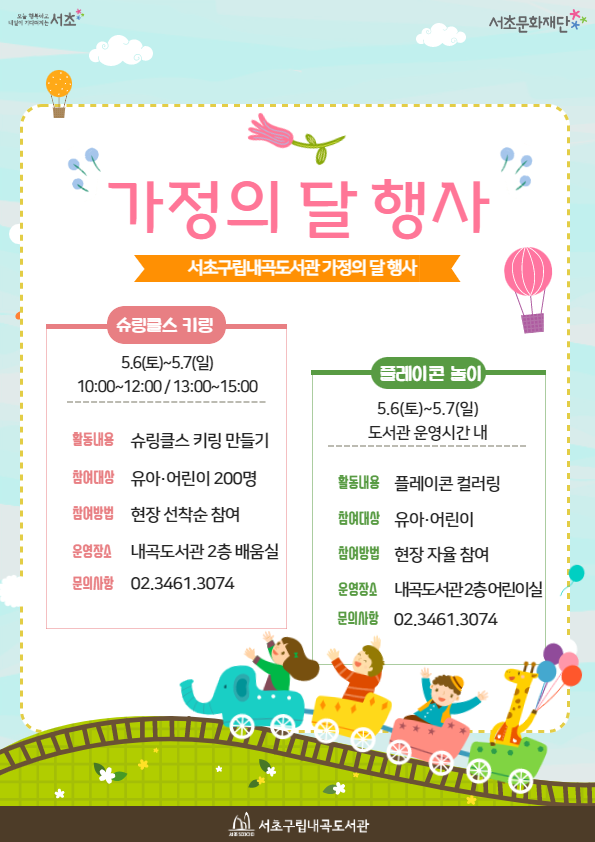 오늘 행복하고
내일이 기다려지는 서초
서초문화재단
가정의 달 행사
서초구립내곡도서관 가정의 달 행사
슈링클스 키링
5.6(토)~5.7(일)
10:00~12:00 / 13:00~15:00
활동내용 슈링클스 키링 만들기
참여대상 유아·어린이 200명
참여방법 현장 선착순 참여
운영장소 내곡도서관 2층 배움실
문의사항 02.3461.3074
플레이콘 놀이
5.6(토)~5.7(일)
도서관 운영시간 내
활동내용 플레이콘 컬러링
참여대상 유아·어린이
참여방법 현장 자율 참여
운영장소 내곡도서관 2층 어린이실
문의사항 02.3461.3074
서초구립내곡도서관